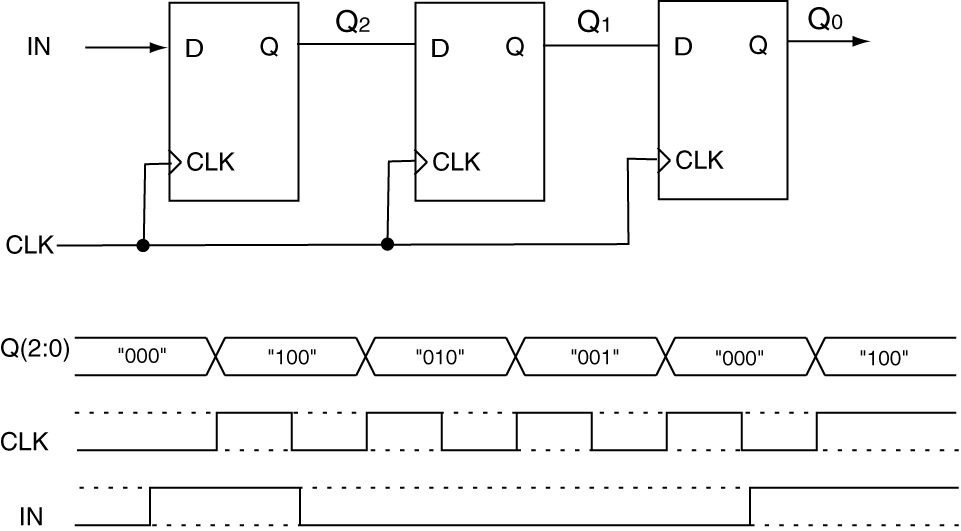 Q2 Q1 Q0
IN D Q D Q D Q
CLK CLK CLK
CLK
Q(2:0) "000" "100" "010" "001" "000" "100"
CLK
IN